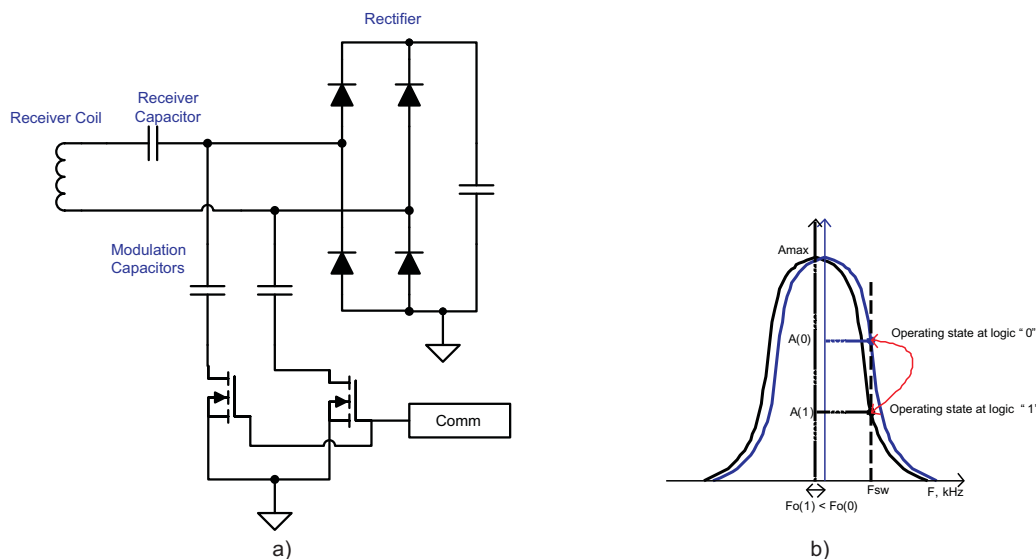 Rectifier
Receiver
Capacitor
Receiver Coil
Modulation
Capacitors
Comm
a)
Amax
A(0)
Operating state at logic “ 0”
A(1)
Operating state at logic “ 1”
Fsw
F, kHz
Fo(1) < Fo(0)
b)